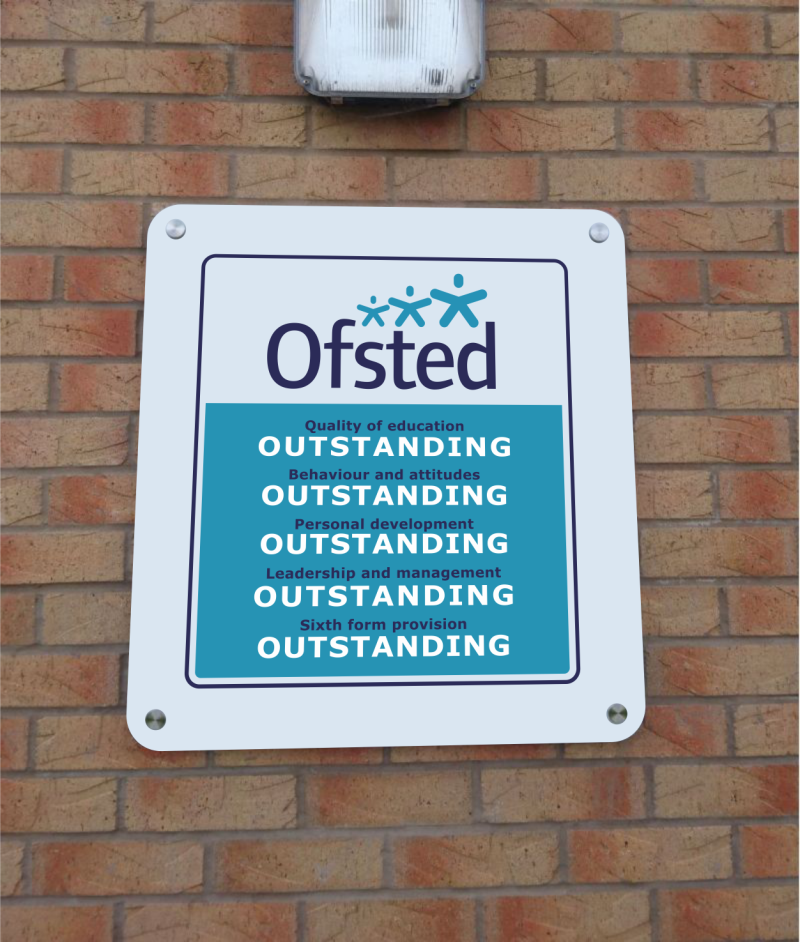 Ofsted
Quality of education
OUTSTANDING
Behaviour and attitudes
OUTSTANDING
Personal development
OUTSTANDING
Leadership and management
OUTSTANDING
Sixth form provision
OUTSTANDING